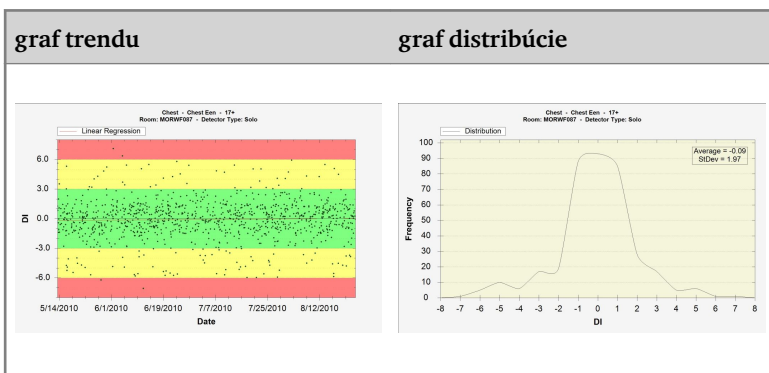 graf trendu
graf distribúcie
Chest - Chest Een - 17+
Room: MORWF087 - Detector Type: Solo
Linear Regression
DI
6.0
3.0
0.0
-3.0
-6.0
5/14/2010 6/1/2010 6/19/2010 7/7/2010 7/25/2010 8/12/2010
Date
Chest - Chest Een - 17+
Room: MORWF087 - Detector Type: Solo
Distribution
Average = -0.09
StDev = 1.97
Frequency
100
90
80
70
60
50
40
30
20
10
0
-8 -7 -6 -5 -4 -3 -2 -1 0 1 2 3 4 5 6 7 8
DI